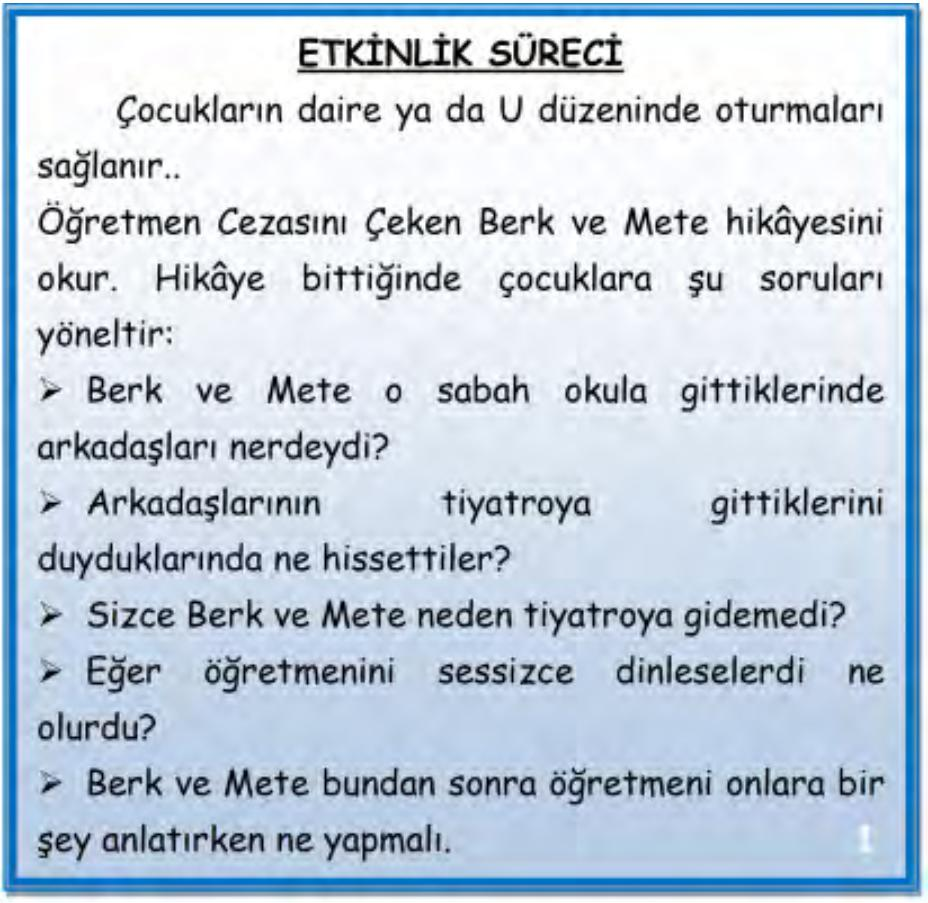 ETKİNLİK SÜRECİ
Çocukların daire ya da U düzeninde oturmaları
sağlanır..
Öğretmen Cezasını Çeken Berk ve Mete hikâyesini
okur. Hikâye bittiğinde çocuklara şu soruları
yöneltir:
➢ Berk ve Mete o sabah okula gittiklerinde
arkadaşları nerdeydi?
➢ Arkadaşlarının tiyatroya gittiklerini
duyduklarında ne hissettiler?
➢ Sizce Berk ve Mete neden tiyatroya gidemedi?
➢ Eğer öğretmenini sessizce dinleselerdi ne
olurdu?
➢ Berk ve Mete bundan sonra öğretmeni onlara bir
şey anlatırken ne yapmalı.
1